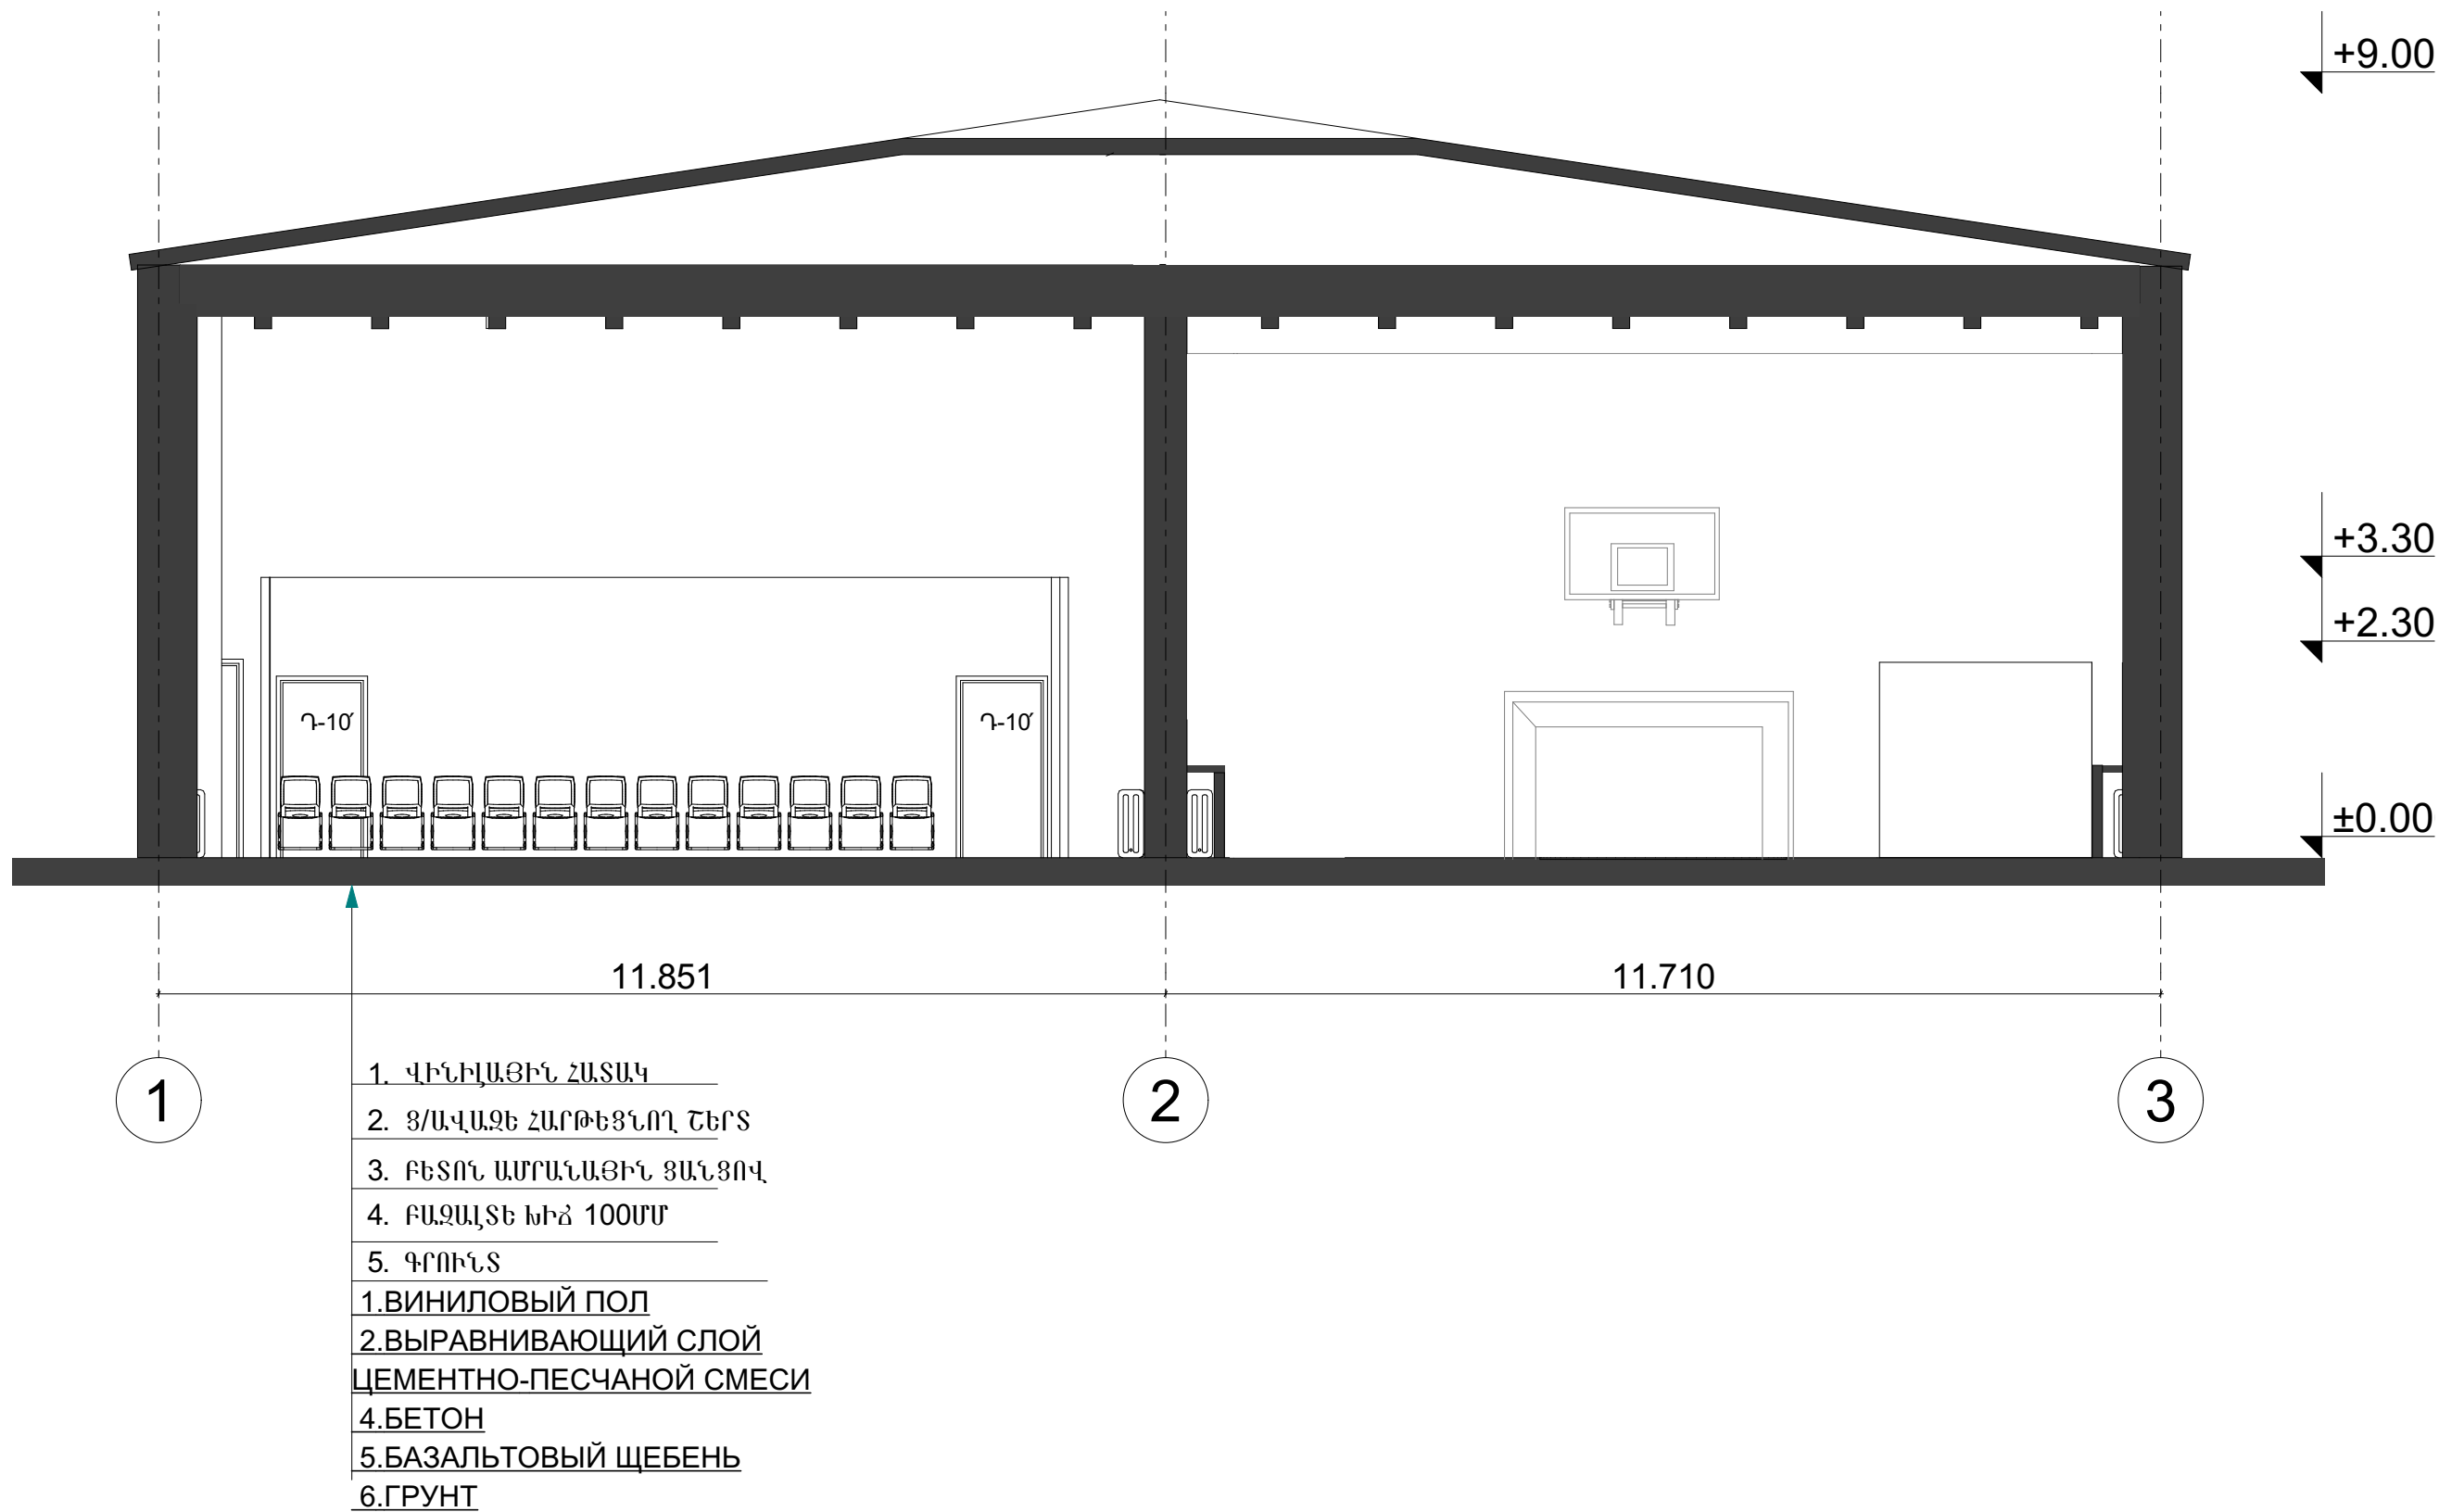 +9.00
+3.30
+2.30
±0.00
Դ-10՛
Դ-10՛
11.851
11.710
1
2
3
1. ՎԻՆԻԼԱՅԻՆ ՀԱՏԱԿ
2. Ց/ԱՎԱԶԵ ՀԱՐԹԵՑՆՈՂ ՇԵՐՏ
3. ԲԵՏՈՆ ԱՄՐԱՆԱՅԻՆ ՑԱՆՑՈՎ
4. ԲԱԶԱԼՏԵ ԽԻՃ 100ՄՄ
5. ԳՐՈՒՆՏ
1.ВИНИЛОВЫЙ ПОЛ
2.ВЫРАВНИВАЮЩИЙ СЛОЙ
ЦЕМЕНТНО-ПЕСЧАНОЙ СМЕСИ
4.БЕТОН
5.БАЗАЛЬТОВЫЙ ЩЕБЕНЬ
6.ГРУНТ